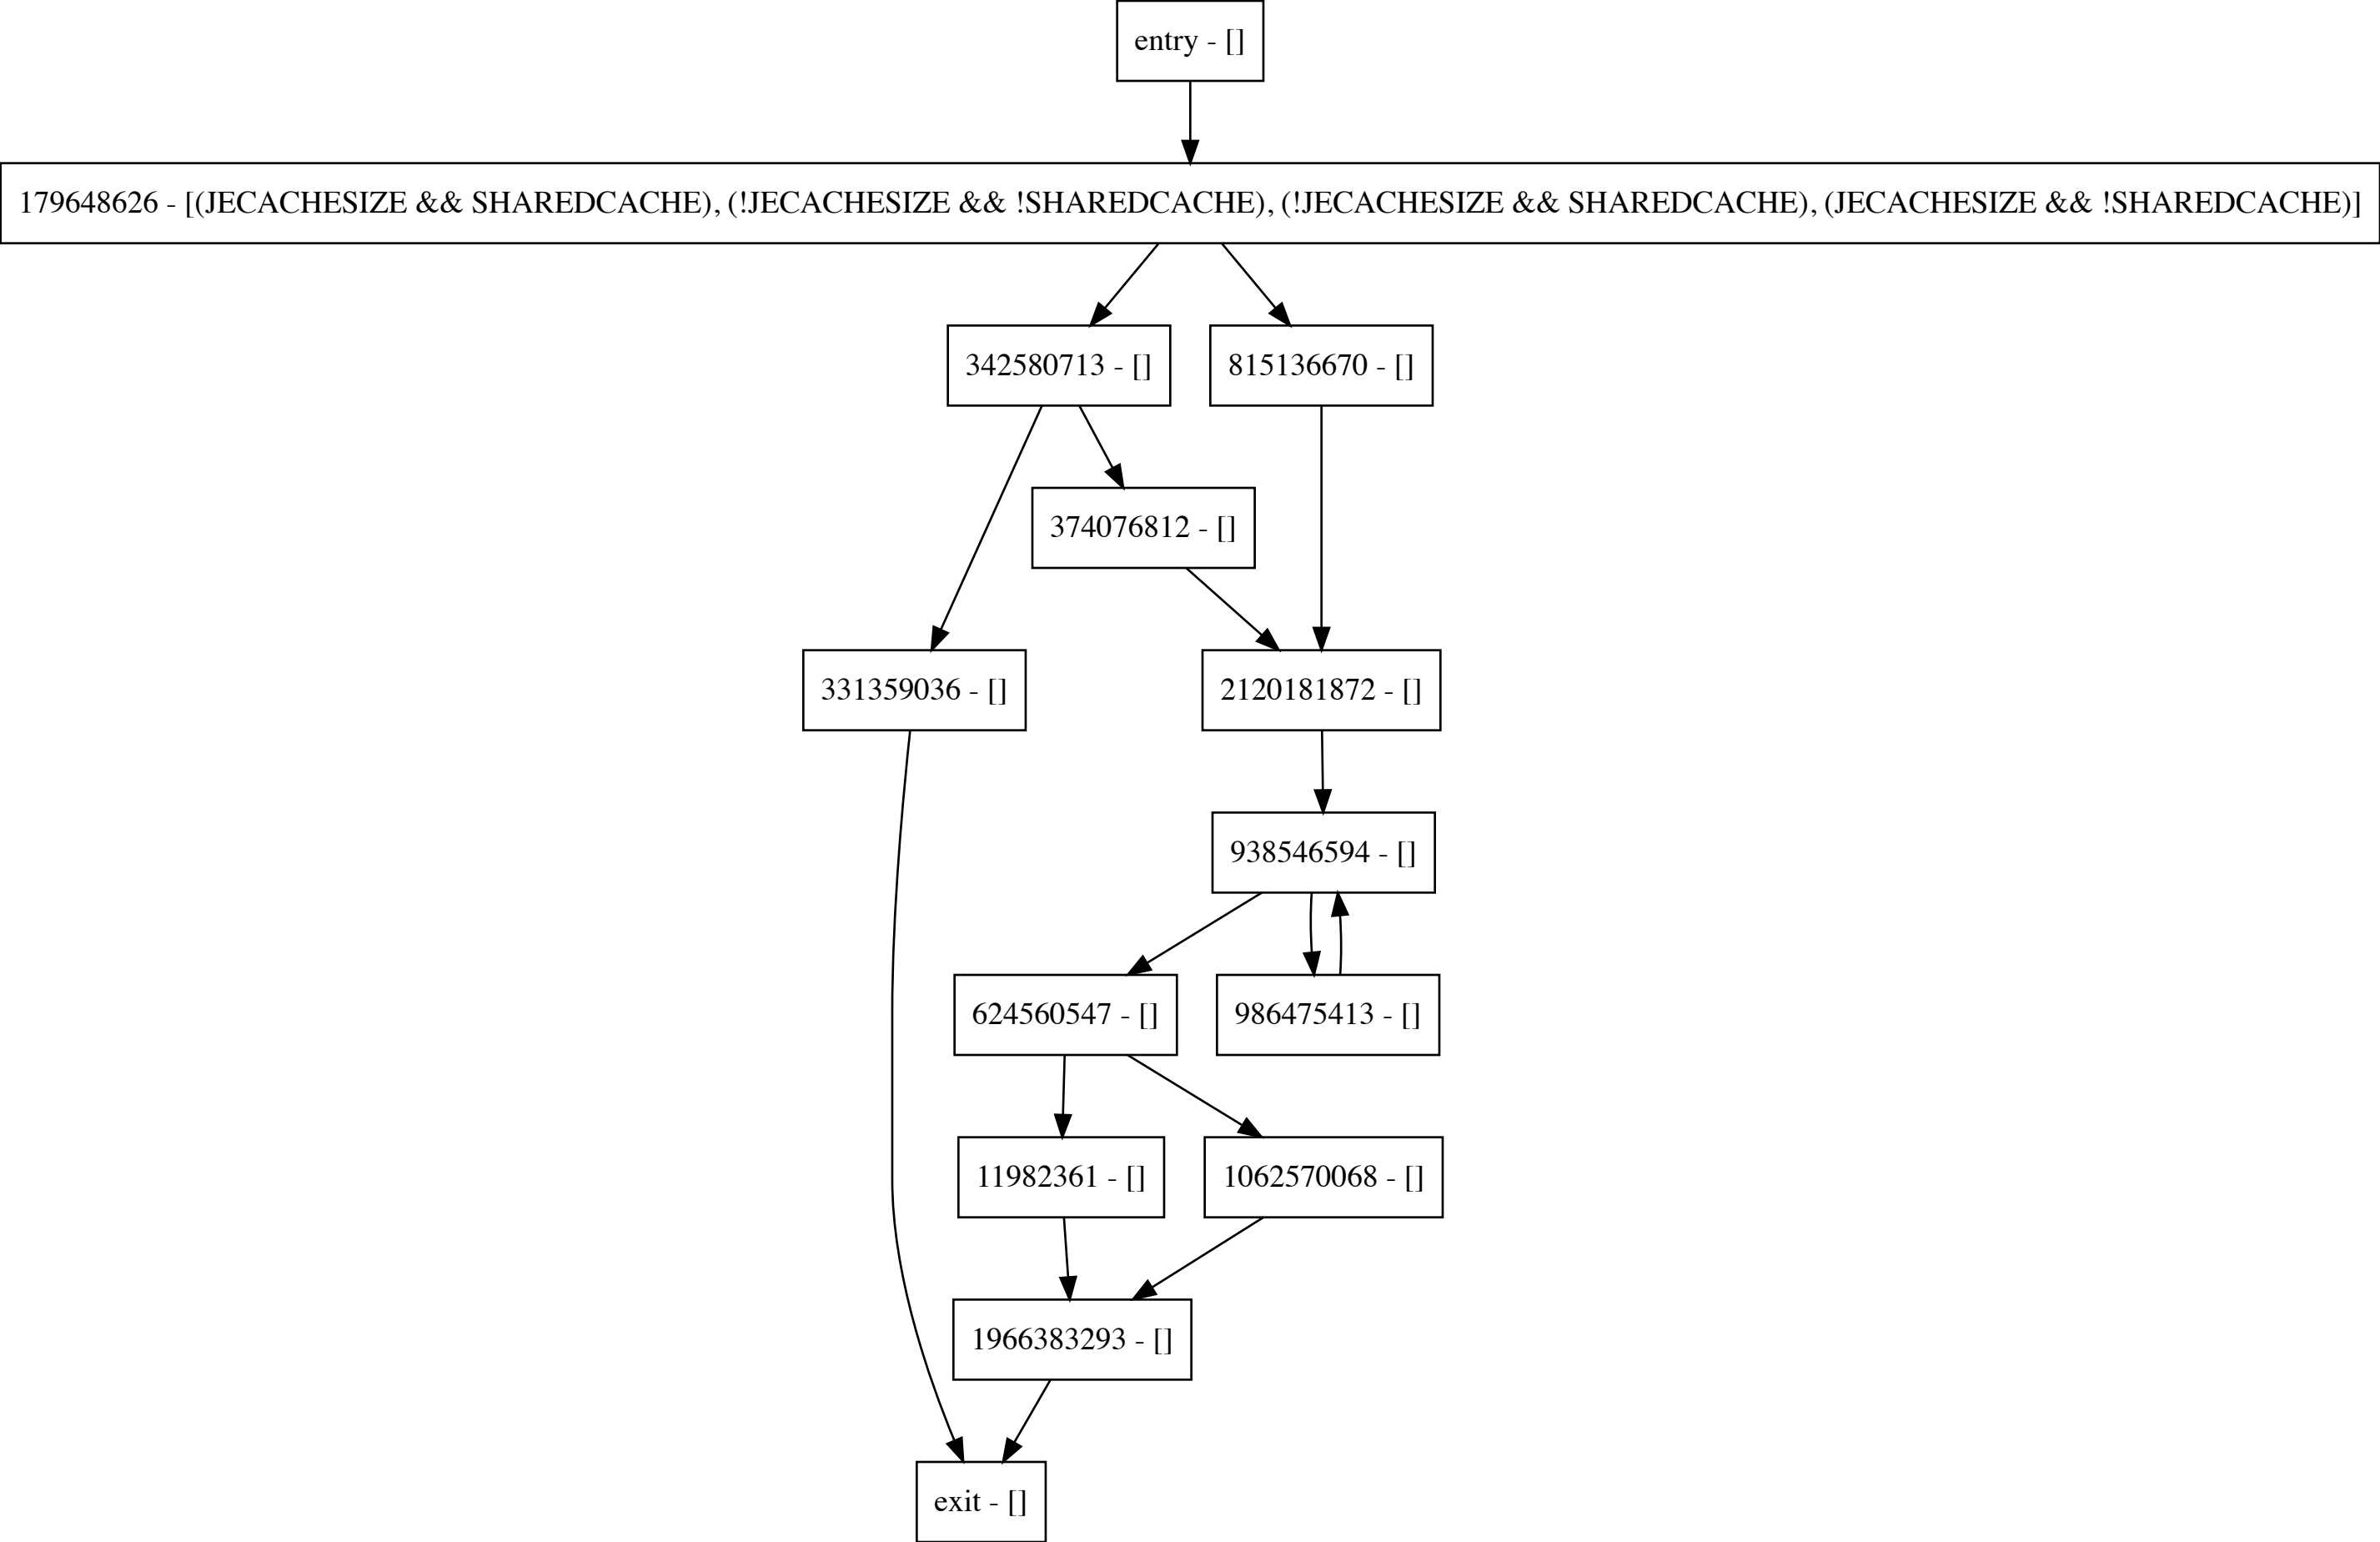 entry - []
179648626 - [(JECACHESIZE && SHAREDCACHE), (!JECACHESIZE && !SHAREDCACHE), (!JECACHESIZE && SHAREDCACHE), (JECACHESIZE && !SHAREDCACHE)]
342580713 - []
815136670 - []
374076812 - []
331359036 - []
2120181872 - []
938546594 - []
624560547 - []
986475413 - []
11982361 - []
1062570068 - []
1966383293 - []
exit - []